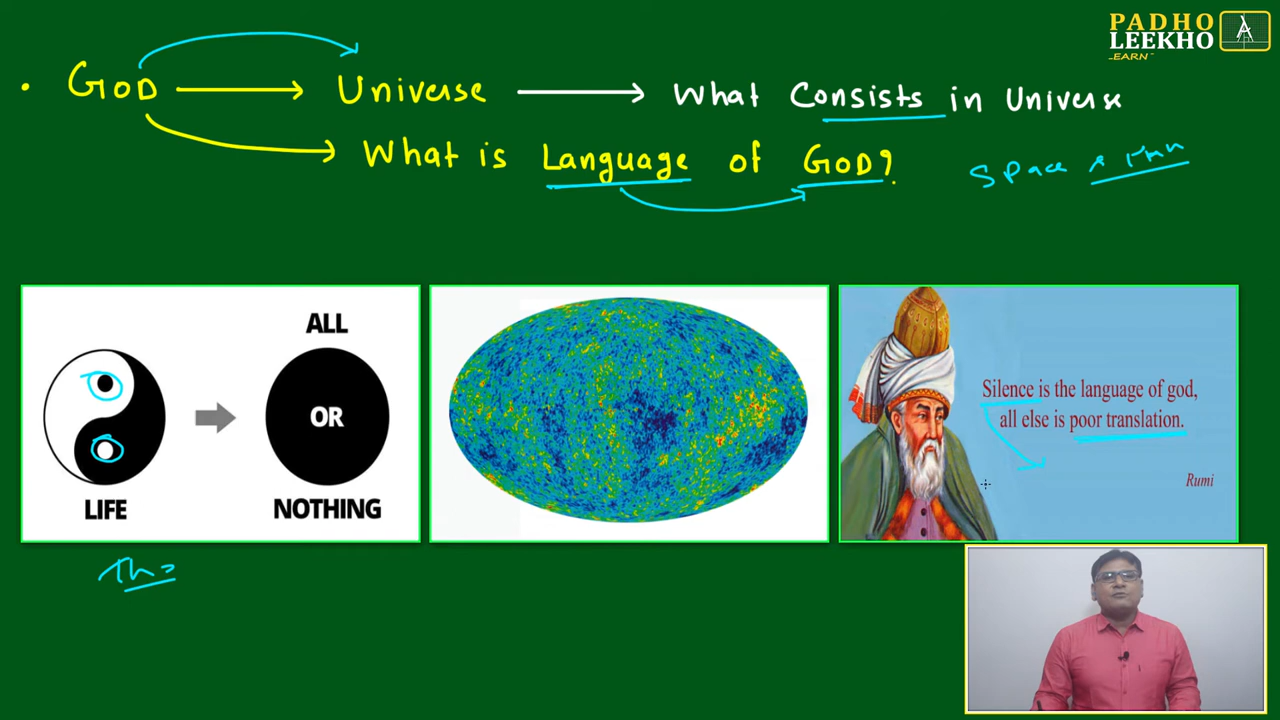 PADHO
LEEKHO
EARN
• GOD → Universe → What Consists in Universe
What is Language of GOD?
Space &
ALL
OR
LIFE
NOTHING
Silence is the language of god,
all else is poor translation.
Rumi